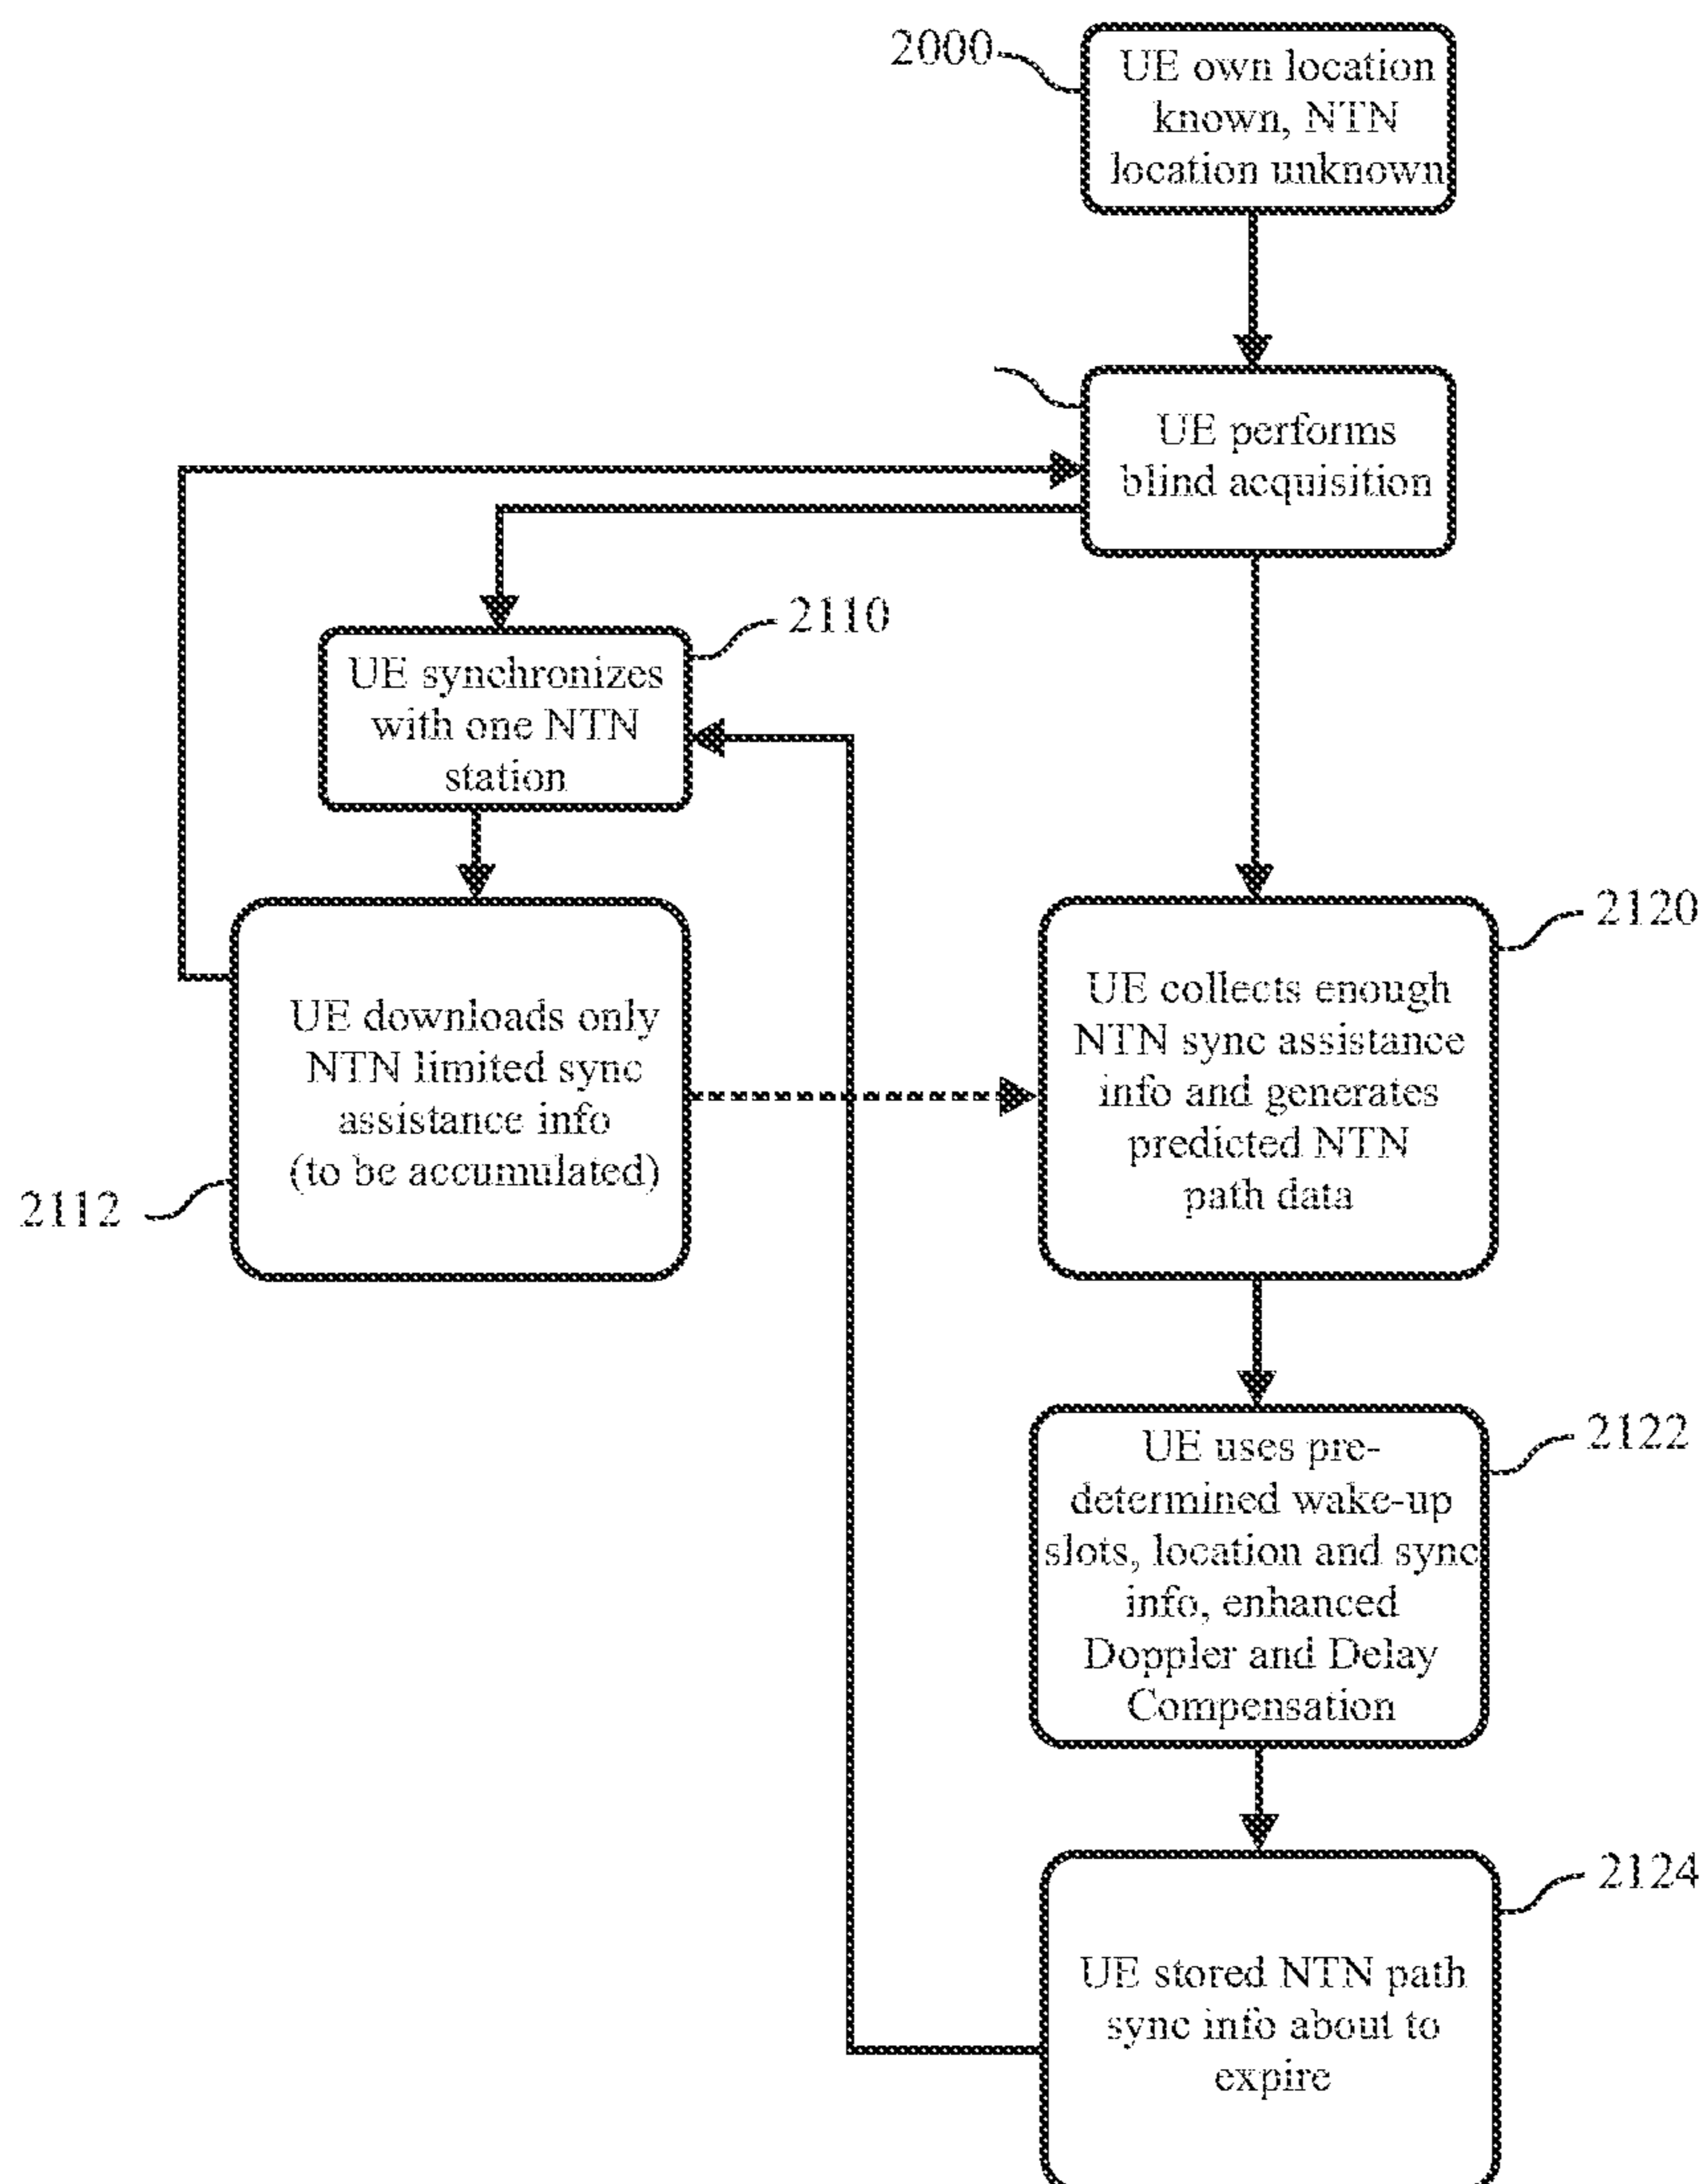 2000
UE own location
known, NTN
location unknown
UE performs
blind acquisition
2110
UE synchronizes
with one NTN
station
2112
UE downloads only
NTN limited sync
assistance info
(to be accumulated)
2120
UE collects enough
NTN sync assistance
info and generates
predicted NTN
path data
2122
UE uses pre-
determined wake-up
slots, location and sync
info, enhanced
Doppler and Delay
Compensation
2124
UE stored NTN path
sync info about to
expire